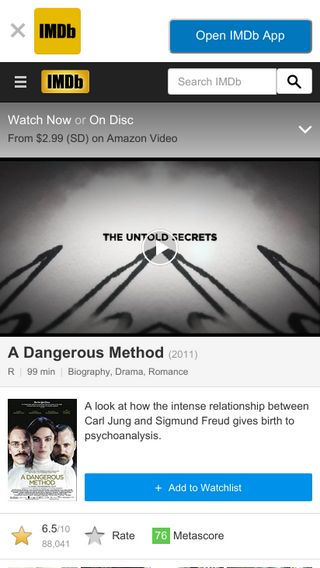 IMDb
Open IMDb App
IMDb
Search IMDb
Watch Now or On Disc
From $2.99 (SD) on Amazon Video
THE UNTOLD SECRETS
A Dangerous Method (2011)
R | 99 min | Biography, Drama, Romance
A look at how the intense relationship between
Carl Jung and Sigmund Freud gives birth to
psychoanalysis.
A DANGEROUS
METHOD
+ Add to Watchlist
6.5/10
88,041
Rate
76 Metascore